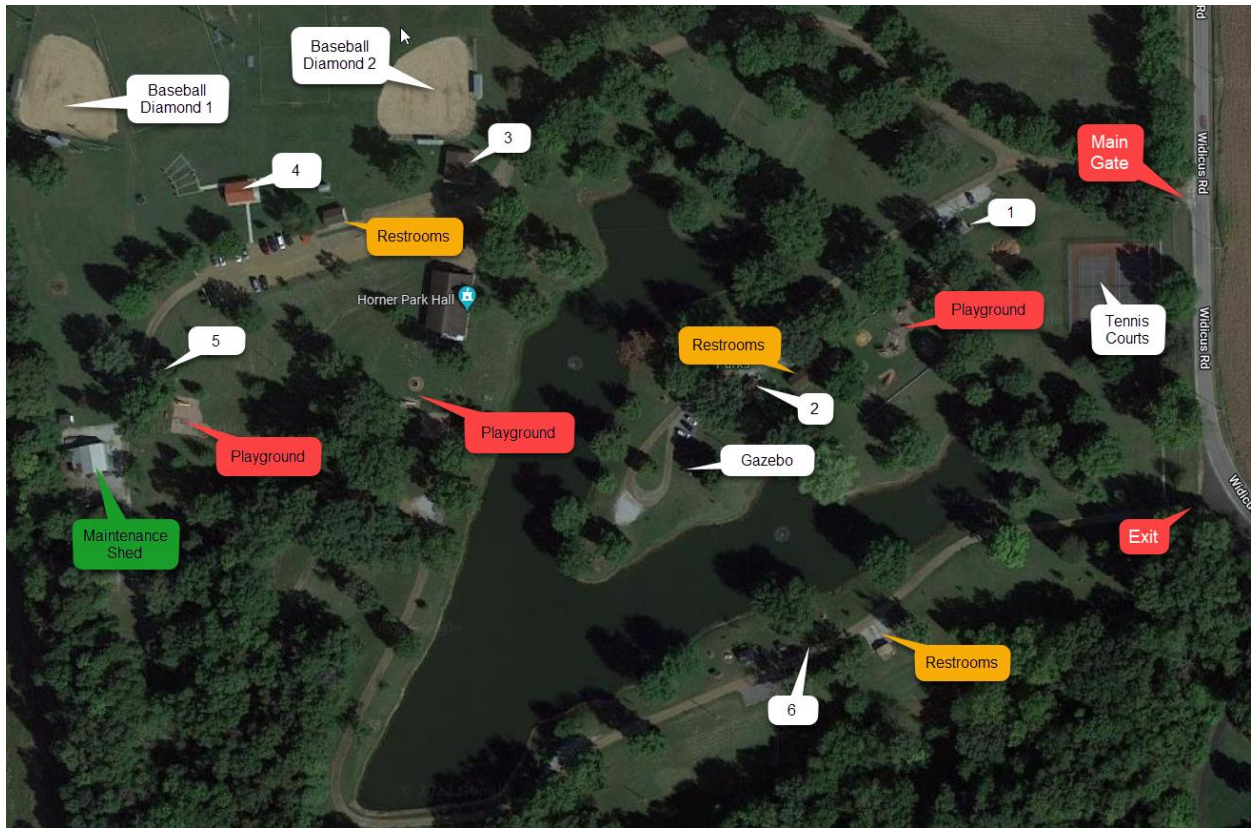 Baseball
Diamond 1
Baseball
Diamond 2
3
4
Restrooms
Main
Gate
Widicus Rd
Rd
1
Horner Park Hall
Playground
Tennis
Courts
Widicus Rd
5
Restrooms
2
Playground
Playground
Gazebo
Maintenance
Shed
Exit
Restrooms
6